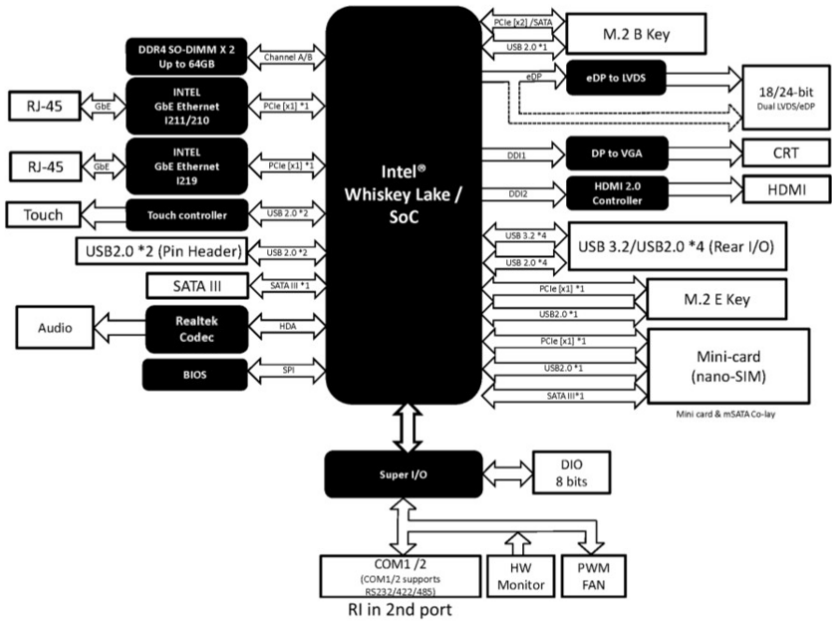 DDR4 SO-DIMM X 2
Up to 64GB
Channel A/B
RJ-45
GbE
INTEL
GbE Ethernet
I211/210
PCIe [x1] *1
RJ-45
GbE
INTEL
GbE Ethernet
I219
PCIe [x1] *1
Touch
Touch controller
USB 2.0 *2
USB2.0 *2 (Pin Header)
USB 2.0 *2
SATA III
SATA III *1
Audio
Realtek
Codec
HDA
BIOS
SPI
Intel®
Whiskey Lake /
SoC
PCIe [x2] /SATA
USB 2.0 *1
M.2 B Key
eDP
eDP to LVDS
18/24-bit
Dual LVDS/eDP
DDI1
DP to VGA
CRT
DDI2
HDMI 2.0
Controller
HDMI
USB 3.2 *4
USB 2.0 *4
USB 3.2/USB2.0 *4 (Rear I/O)
PCIe [x1] *1
USB2.0 *1
M.2 E Key
PCIe [x1] *1
USB2.0 *1
SATA III*1
Mini-card
(nano-SIM)
Mini card & mSATA Co-lay
Super I/O
DIO
8 bits
COM1 /2
(COM1/2 supports
RS232/422/485)
RI in 2nd port
HW
Monitor
PWM
FAN